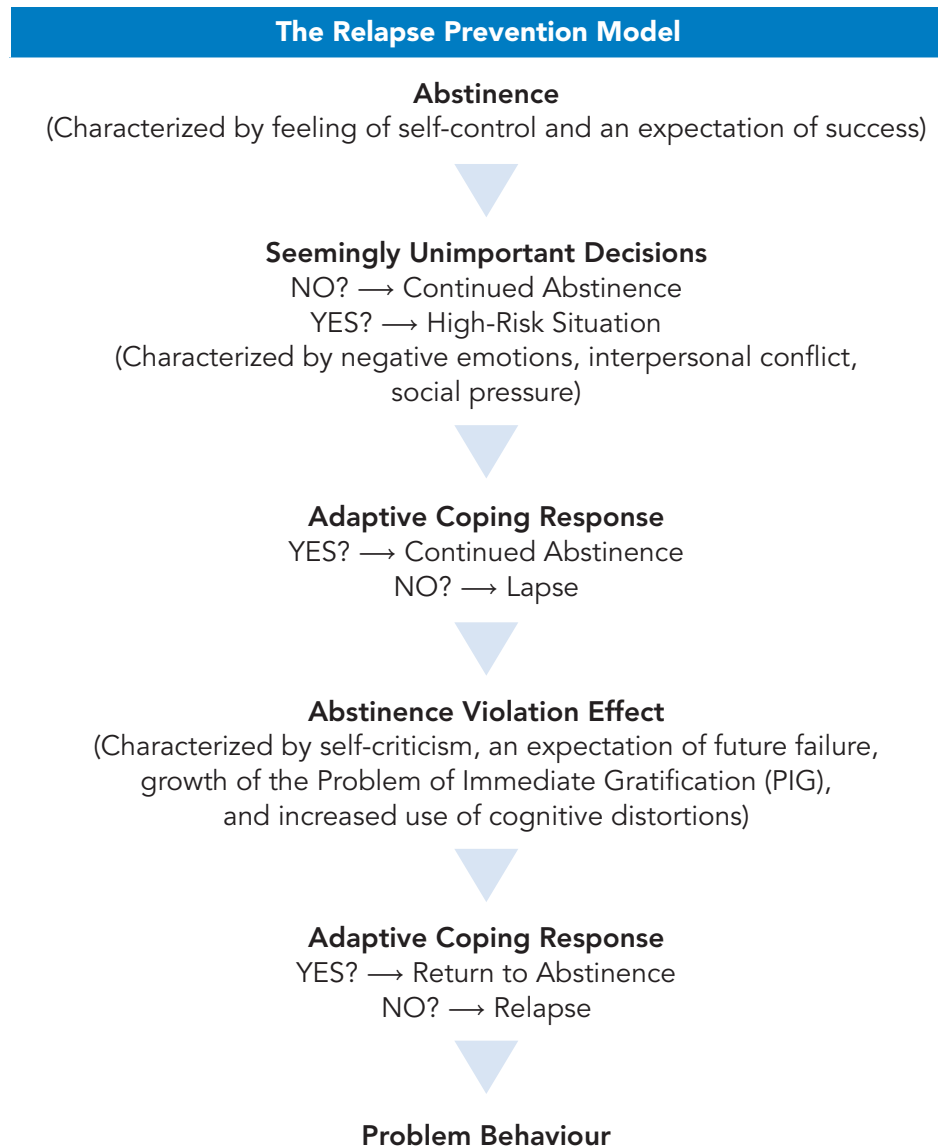 The Relapse Prevention Model
Abstinence
(Characterized by feeling of self-control and an expectation of success)
Seemingly Unimportant Decisions
NO? ⟶ Continued Abstinence
YES? ⟶ High-Risk Situation
(Characterized by negative emotions, interpersonal conflict,
social pressure)
Adaptive Coping Response
YES? ⟶ Continued Abstinence
NO? ⟶ Lapse
Abstinence Violation Effect
(Characterized by self-criticism, an expectation of future failure,
growth of the Problem of Immediate Gratification (PIG),
and increased use of cognitive distortions)
Adaptive Coping Response
YES? ⟶ Return to Abstinence
NO? ⟶ Relapse
Problem Behaviour